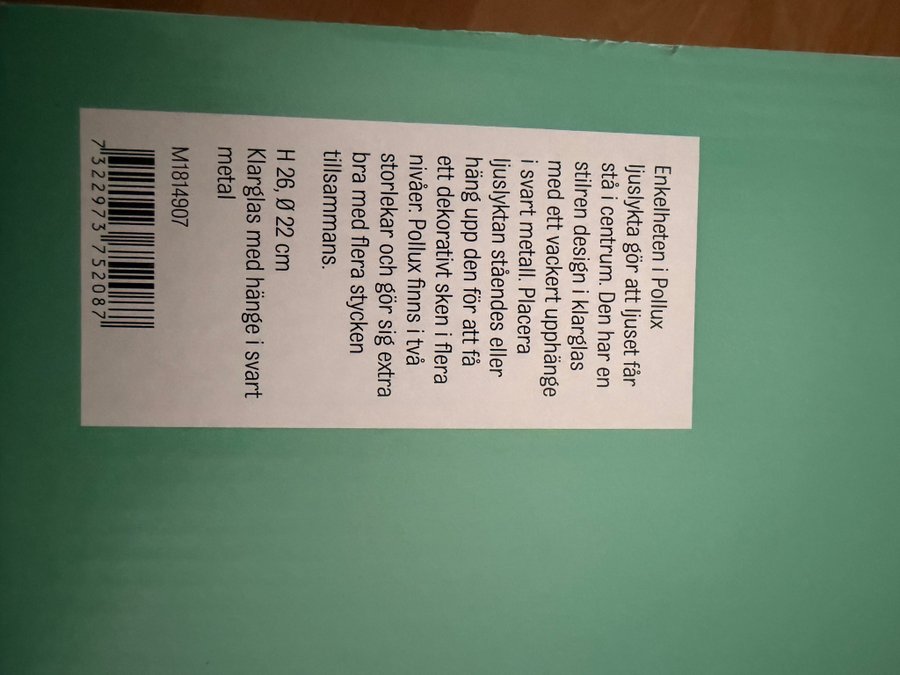 Enkelheten i Pollux
ljuslykta gör att ljuset får
stå i centrum. Den har en
stilren design i klarglas
med ett vackert upphänge
i svart metall. Placera
ljuslyktan ståendes eller
häng upp den för att få
ett dekorativt sken i flera
nivåer. Pollux finns i två
storlekar och gör sig extra
bra med flera stycken
tillsammans.
H 26, Ø 22 cm
Klarglas med hänge i svart
metal
M1814907
7322973752087